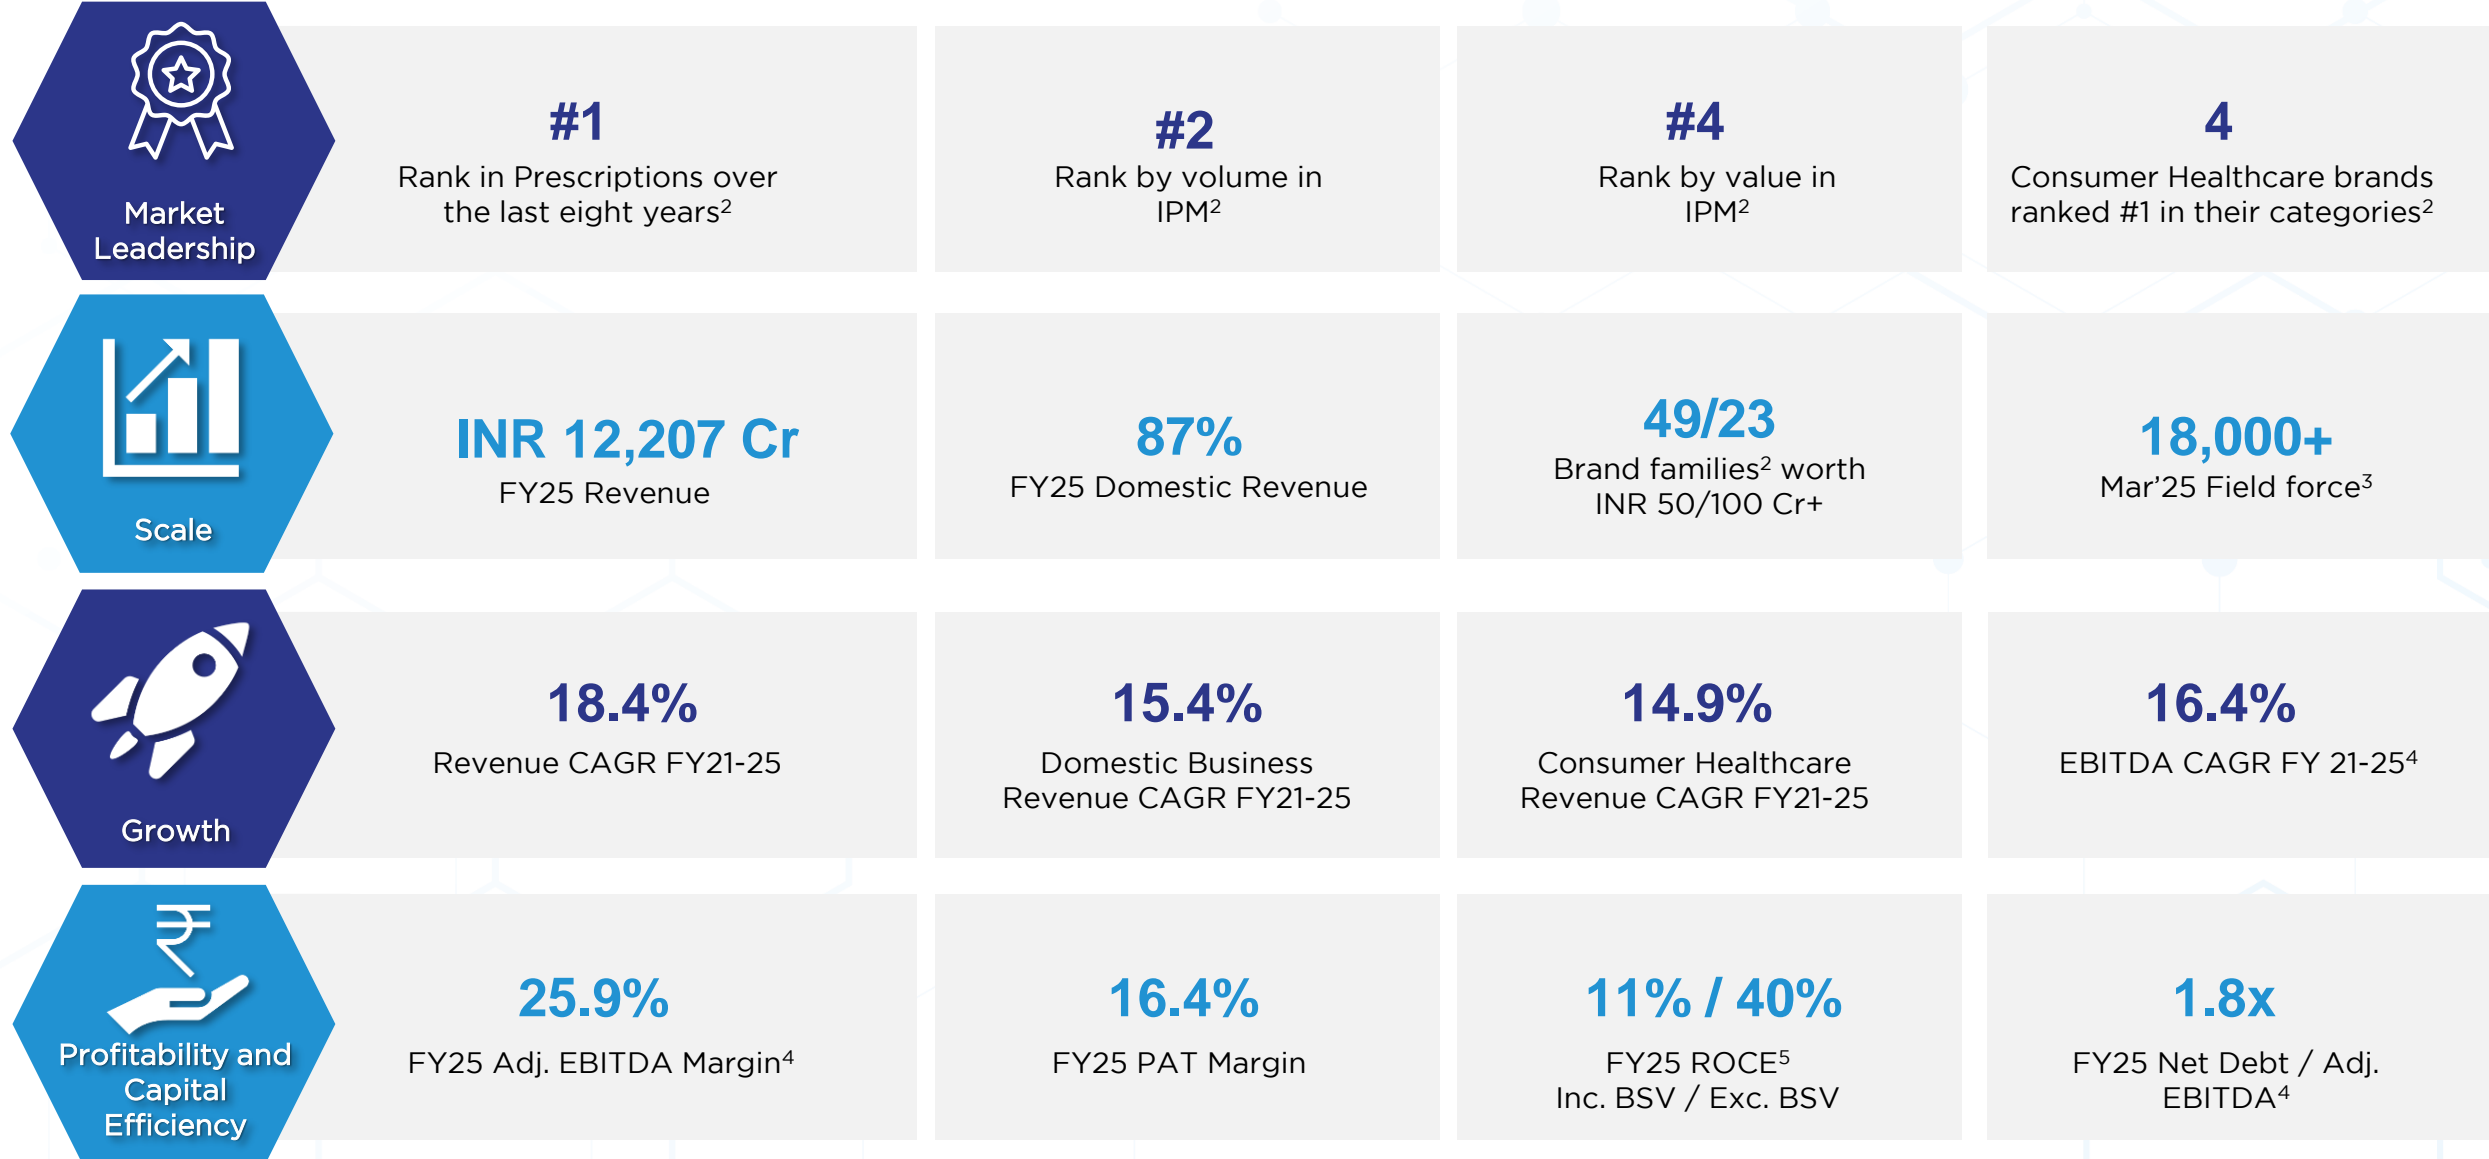 Market
Leadership
#1
Rank in Prescriptions over
the last eight years²
#2
Rank by volume in
IPM²
#4
Rank by value in
IPM²
4
Consumer Healthcare brands
ranked #1 in their categories²
Scale
INR 12,207 Cr
FY25 Revenue
87%
FY25 Domestic Revenue
49/23
Brand families² worth
INR 50/100 Cr+
18,000+
Mar’25 Field force³
Growth
18.4%
Revenue CAGR FY21-25
15.4%
Domestic Business
Revenue CAGR FY21-25
14.9%
Consumer Healthcare
Revenue CAGR FY21-25
16.4%
EBITDA CAGR FY 21-25⁴
₹
Profitability and
Capital
Efficiency
25.9%
FY25 Adj. EBITDA Margin⁴
16.4%
FY25 PAT Margin
11% / 40%
FY25 ROCE⁵
Inc. BSV / Exc. BSV
1.8x
FY25 Net Debt / Adj.
EBITDA⁴